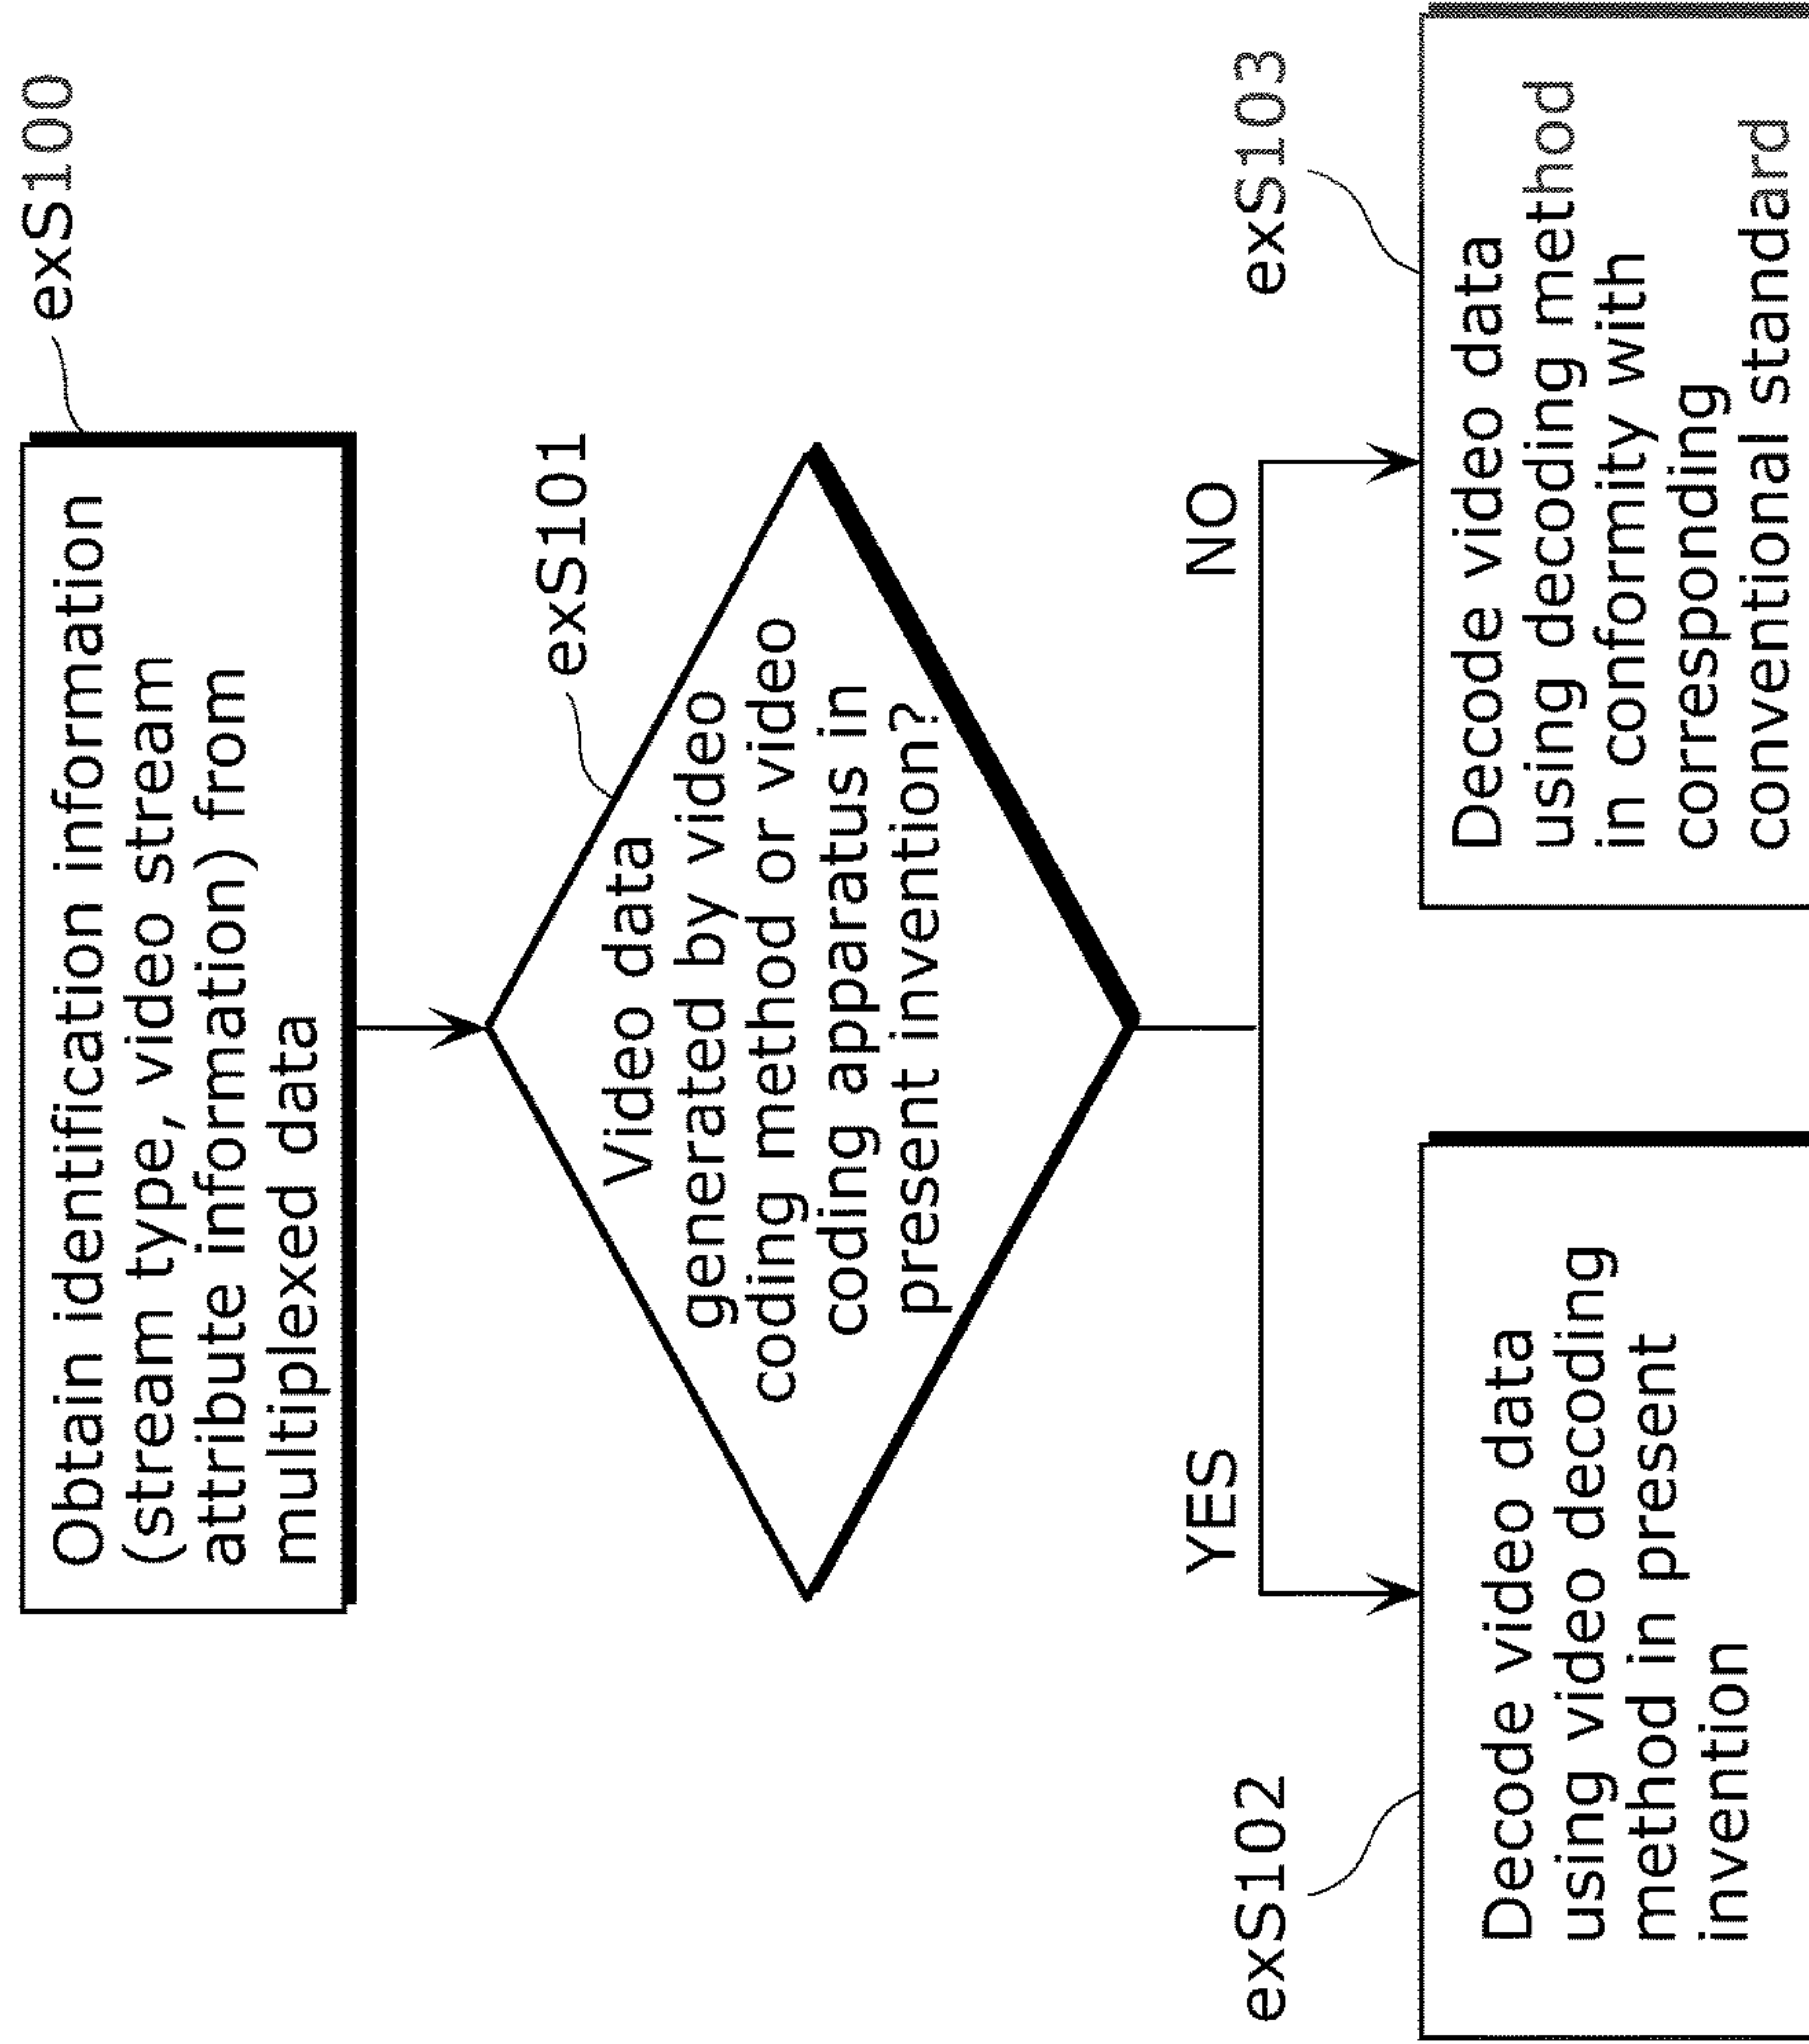 exS100
Obtain identification information
(stream type, video stream
attribute information) from
multiplexed data
exS101
Video data
generated by video
coding method or video
coding apparatus in
present invention?
YES
NO
exS102
Decode video data
using video decoding
method in present
invention
exS103
Decode video data
using decoding method
in conformity with
corresponding
conventional standard